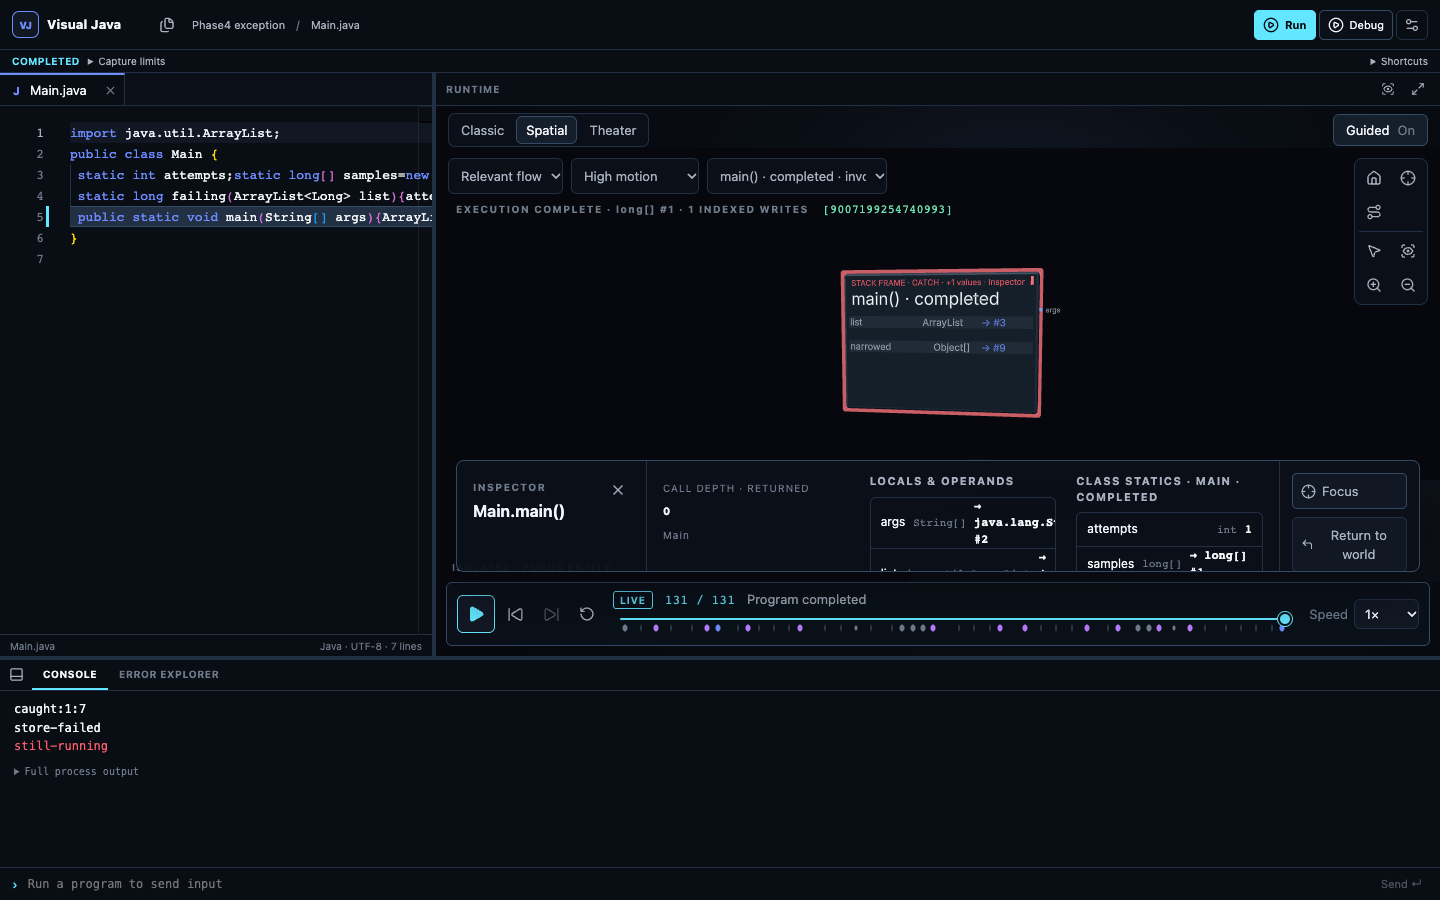 VJ Visual Java Phase4 exception / Main.java Run Debug
COMPLETED Capture limits Shortcuts
J Main.java
RUNTIME
Classic Spatial Theater Guided On
Relevant flow High motion main() · completed · invc
EXECUTION COMPLETE · long[] #1 · 1 INDEXED WRITES [9007199254740993]
1 import java.util.ArrayList;
2 public class Main {
3 static int attempts;static long[] samples=new
4 static long failing(ArrayList<Long> list){atte
5 public static void main(String[] args){ArrayLi
6 }
7
STACK FRAME · CATCH · +1 values · Inspector
main() · completed
list ArrayList → #3
narrowed Object[] → #9
args
INSPECTOR
Main.main()
CALL DEPTH · RETURNED
0
Main
LOCALS & OPERANDS
args String[] → java.lang.St #2
→
CLASS STATICS · MAIN · COMPLETED
attempts int 1
samples long[] → long[]
Focus
Return to world
LIVE 131 / 131 Program completed
Speed 1×
Main.java Java · UTF-8 · 7 lines
CONSOLE ERROR EXPLORER
caught:1:7
store-failed
still-running
Full process output
› Run a program to send input Send